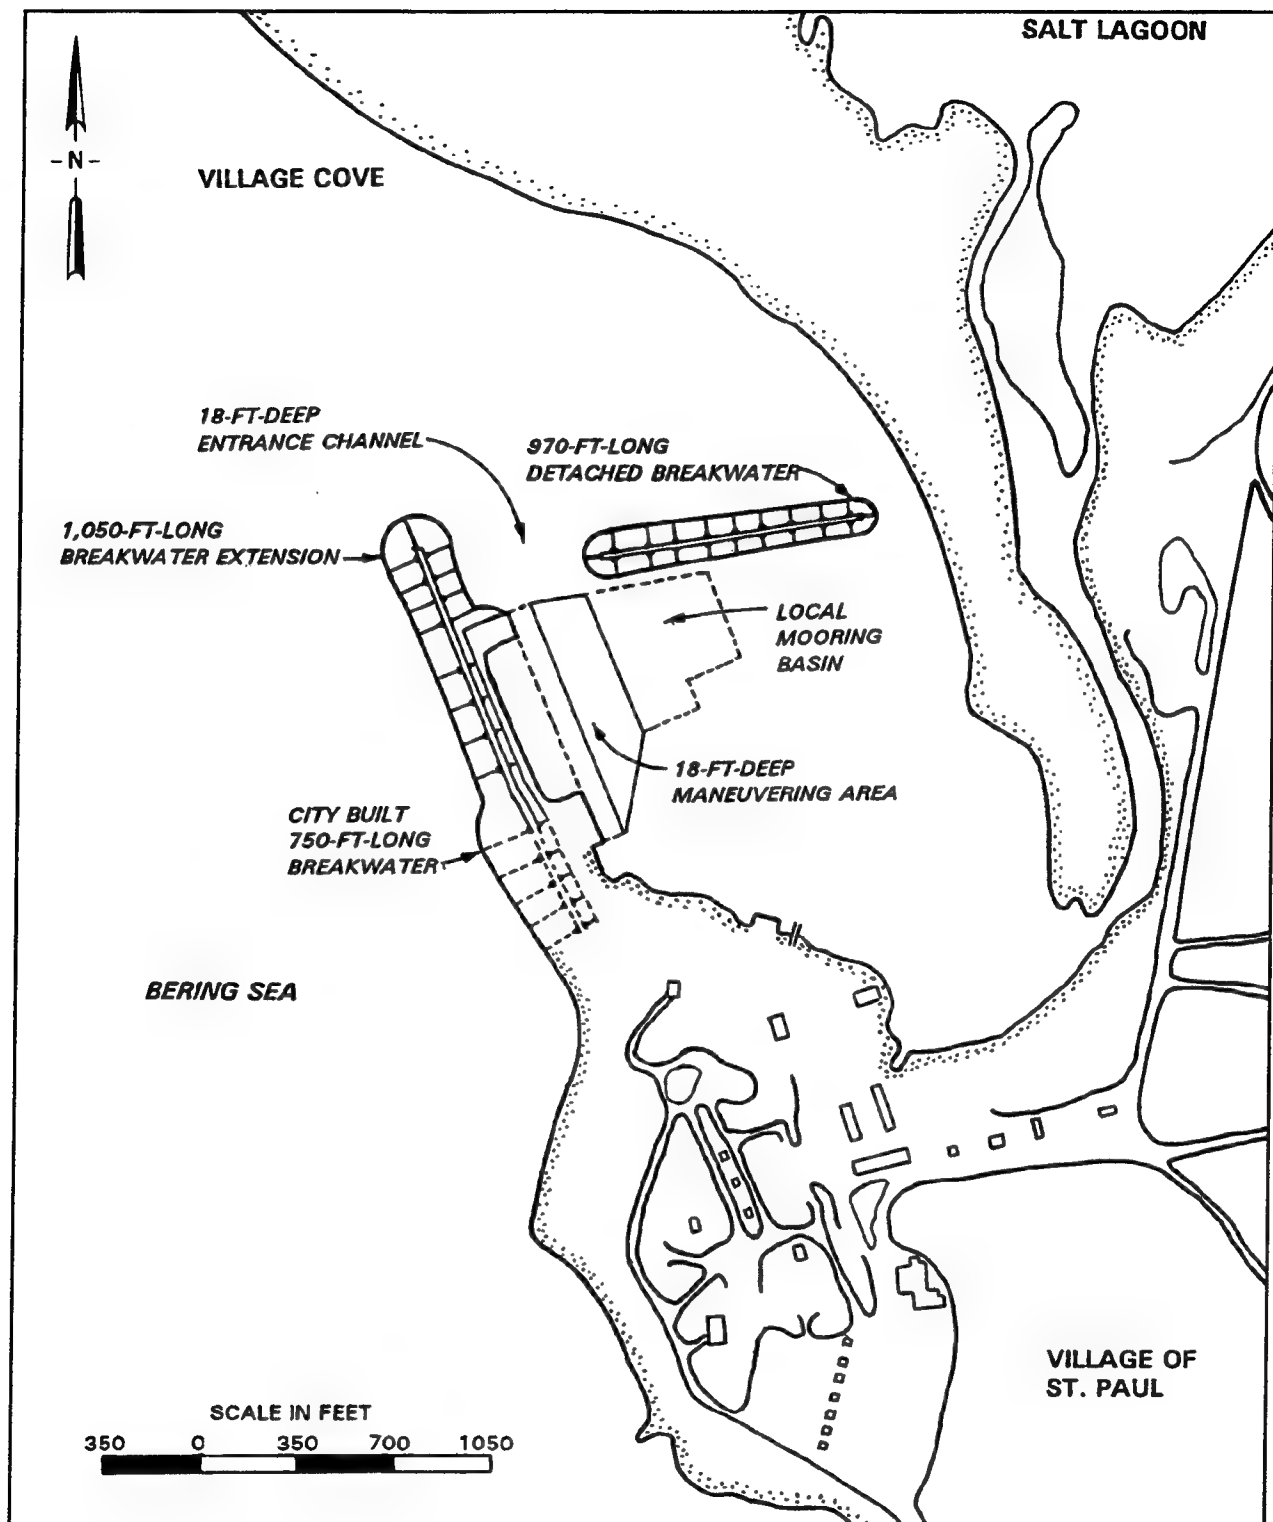 SALT LAGOON
-N-
VILLAGE COVE
18-FT-DEEP
ENTRANCE CHANNEL
970-FT-LONG
DETACHED BREAKWATER
1,050-FT-LONG
BREAKWATER EXTENSION
LOCAL
MOORING
BASIN
18-FT-DEEP
MANEUVERING AREA
CITY BUILT
750-FT-LONG
BREAKWATER
BERING SEA
VILLAGE OF
ST. PAUL
SCALE IN FEET
350 0 350 700 1050